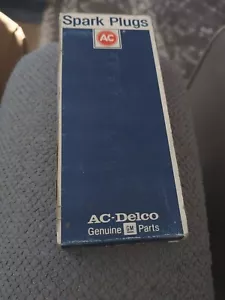 Spark Plugs
AC
AC-Delco
Genuine GM Parts